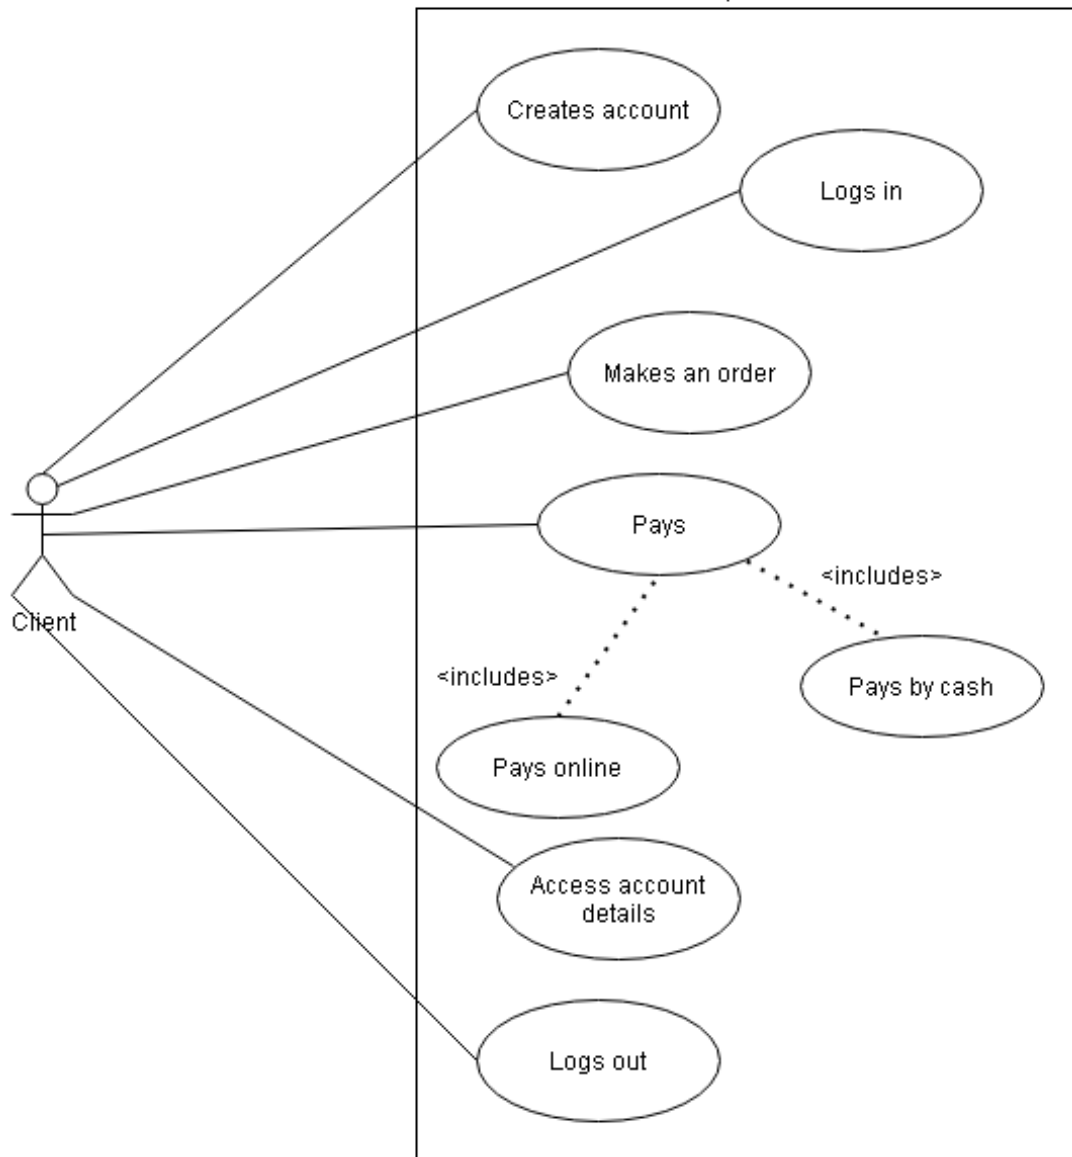 Creates account
Logs in
Makes an order
Pays
<includes>
Client
<includes>
Pays by cash
Pays online
Access account
details
Logs out